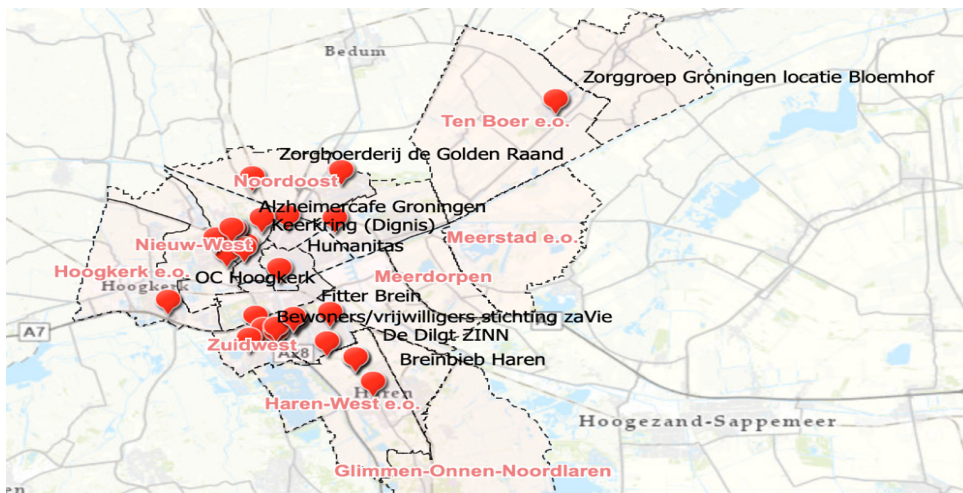 Bedum
Zorggroep Groningen locatie Bloemhof
Ten Boer e.o.
Zorgboerderij de Golden Raand
Noordoost
Alzheimercafe Groningen
Keerkring (Dignis)
Nieuw-West
Humanitas
Meerstad e.o.
Hoogkerk e.o.
OC Hoogkerk
Meerdorpen
Hoogkerk
Fitter Brein
Bewoners/vrijwilligers stichting zaVie
A7
De Dilgt ZINN
Zuidwest
A28
Breinbieb Haren
Haren
Haren-West e.o.
Hoogezand-Sappemeer
Glimmen-Onnen-Noordlaren